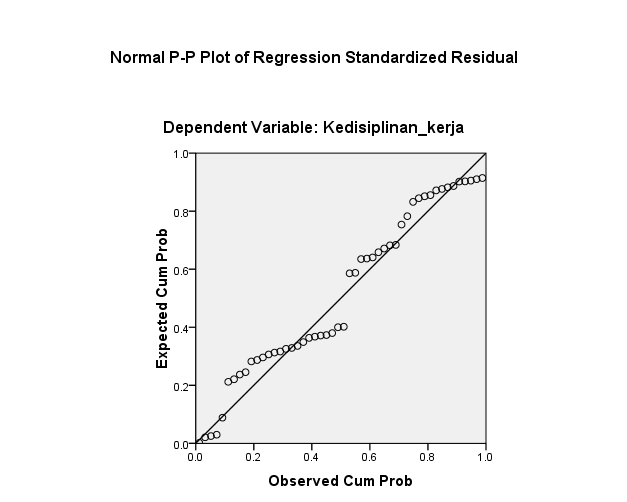 Normal P-P Plot of Regression Standardized Residual
Dependent Variable: Kedisiplinan_kerja
Expected Cum Prob
1.0
0.8
0.6
0.4
0.2
0.0
0.0 0.2 0.4 0.6 0.8 1.0
Observed Cum Prob